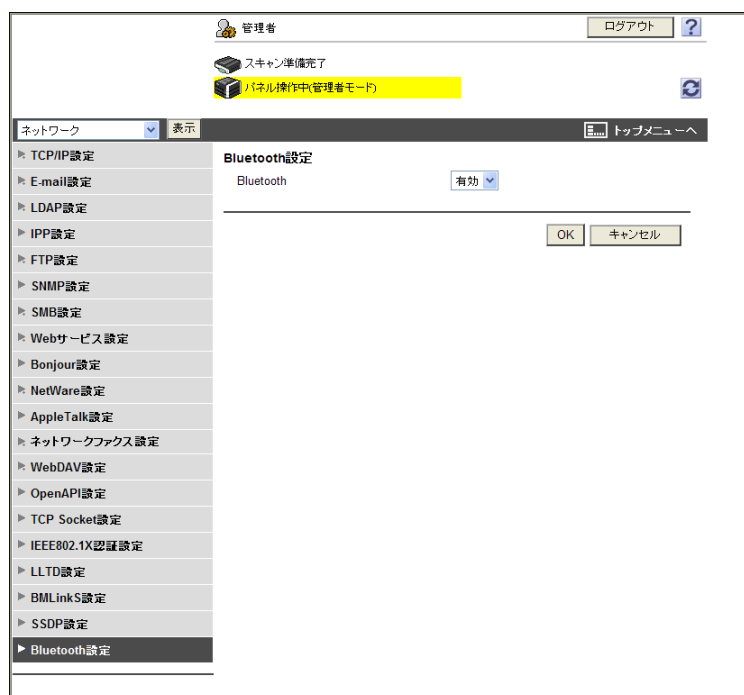 管理者
ログアウト
?
スキャン準備完了
パネル操作中(管理者モード)
ネットワーク
表示
トップメニューへ
TCP/IP設定
E-mail設定
LDAP設定
IPP設定
FTP設定
SNMP設定
SMB設定
Webサービス設定
Bonjour設定
NetWare設定
AppleTalk設定
ネットワークファクス設定
WebDAV設定
OpenAPI設定
TCP Socket設定
IEEE802.1X認証設定
LLTD設定
BMLinkS設定
SSDP設定
Bluetooth設定
Bluetooth設定
Bluetooth 有効
OK キャンセル